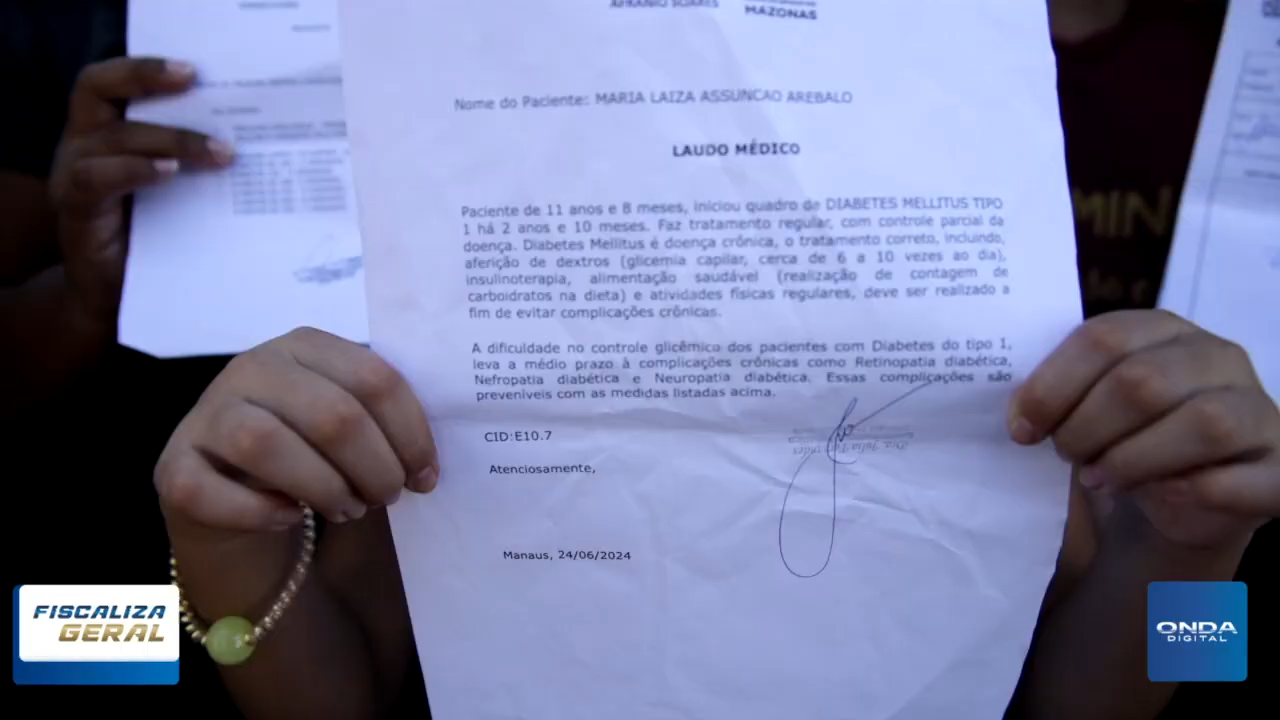 AFRÂNIO SOARES
MAZONAS
Nome do Paciente: MARIA LAIZA ASSUNCAO AREBALO
LAUDO MÉDICO
Paciente de 11 anos e 8 meses, iniciou quadro de DIABETES MELLITUS TIPO
1 há 2 anos e 10 meses. Faz tratamento regular, com controle parcial da
doença. Diabetes Mellitus é doença crônica, o tratamento correto, incluindo,
aferição de dextros (glicemia capilar, cerca de 6 a 10 vezes ao dia),
insulinoterapia, alimentação saudável (realização de contagem de
carboidratos na dieta) e atividades físicas regulares, deve ser realizado a
fim de evitar complicações crônicas.
A dificuldade no controle glicêmico dos pacientes com Diabetes do tipo 1,
leva a médio prazo à complicações crônicas como Retinopatia diabética,
Nefropatia diabética e Neuropatia diabética. Essas complicações são
preveníveis com as medidas listadas acima.
CID:E10.7
Atenciosamente,
Manaus, 24/06/2024
MIN
FISCALIZA
GERAL
ONDA
DIGITAL